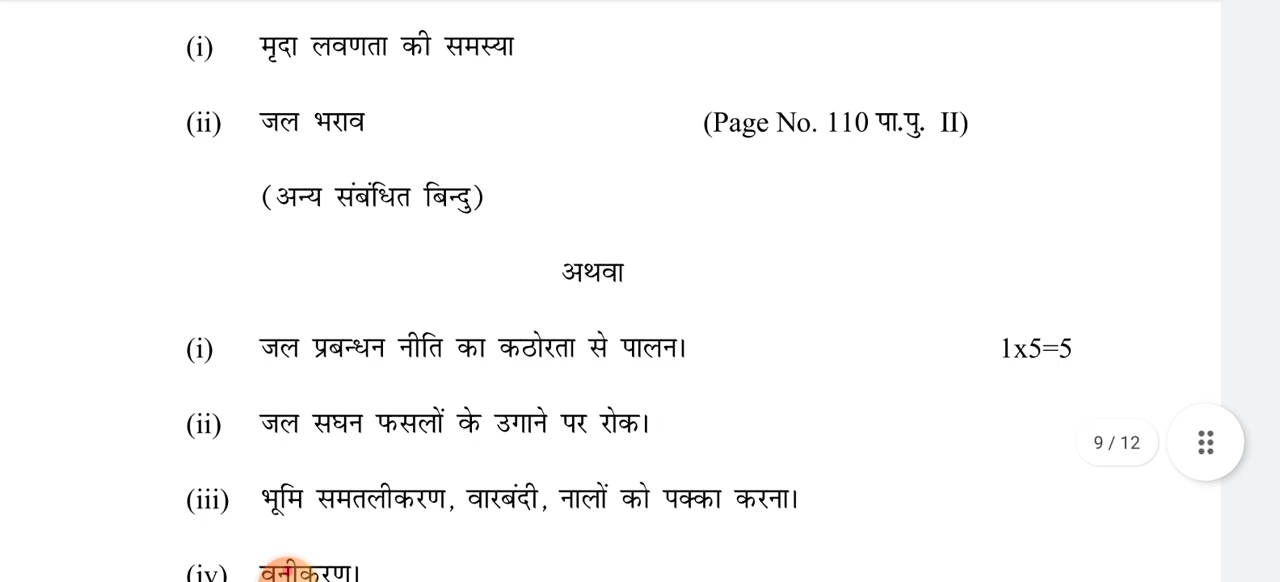 (i) मृदा लवणता की समस्या
(ii) जल भराव (Page No. 110 पा.पु. II)
(अन्य संबंधित बिन्दु)
अथवा
(i) जल प्रबन्धन नीति का कठोरता से पालन। 1x5=5
(ii) जल सघन फसलों के उगाने पर रोक।
9 / 12
(iii) भूमि समतलीकरण, वारबंदी, नालों को पक्का करना।
(iv) वनीकरण।